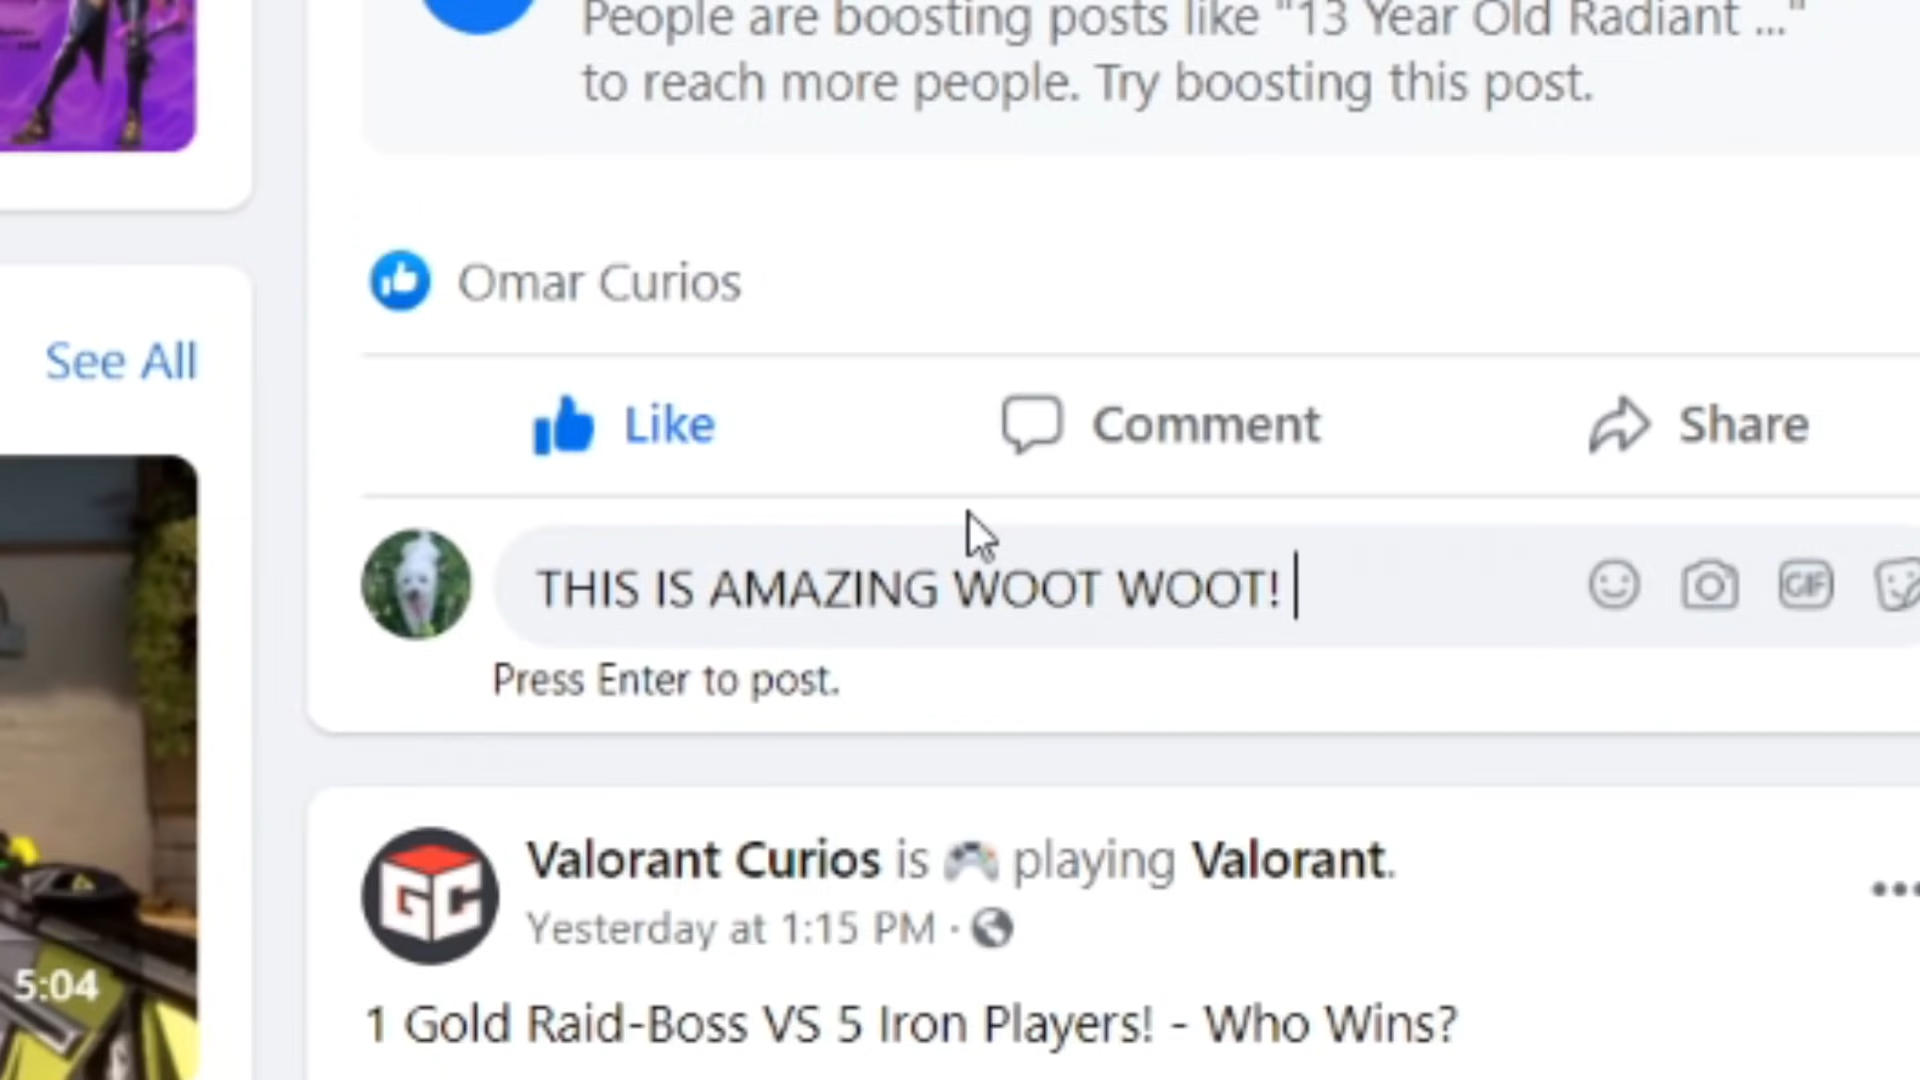 People are boosting posts like "13 Year Old Radiant ..."
to reach more people. Try boosting this post.
Omar Curios
See All
Like
Comment
Share
THIS IS AMAZING WOOT WOOT!
GIF
Press Enter to post.
GC
Valorant Curios is 🎮 playing Valorant.
Yesterday at 1:15 PM ·
5:04
1 Gold Raid-Boss VS 5 Iron Players! - Who Wins?